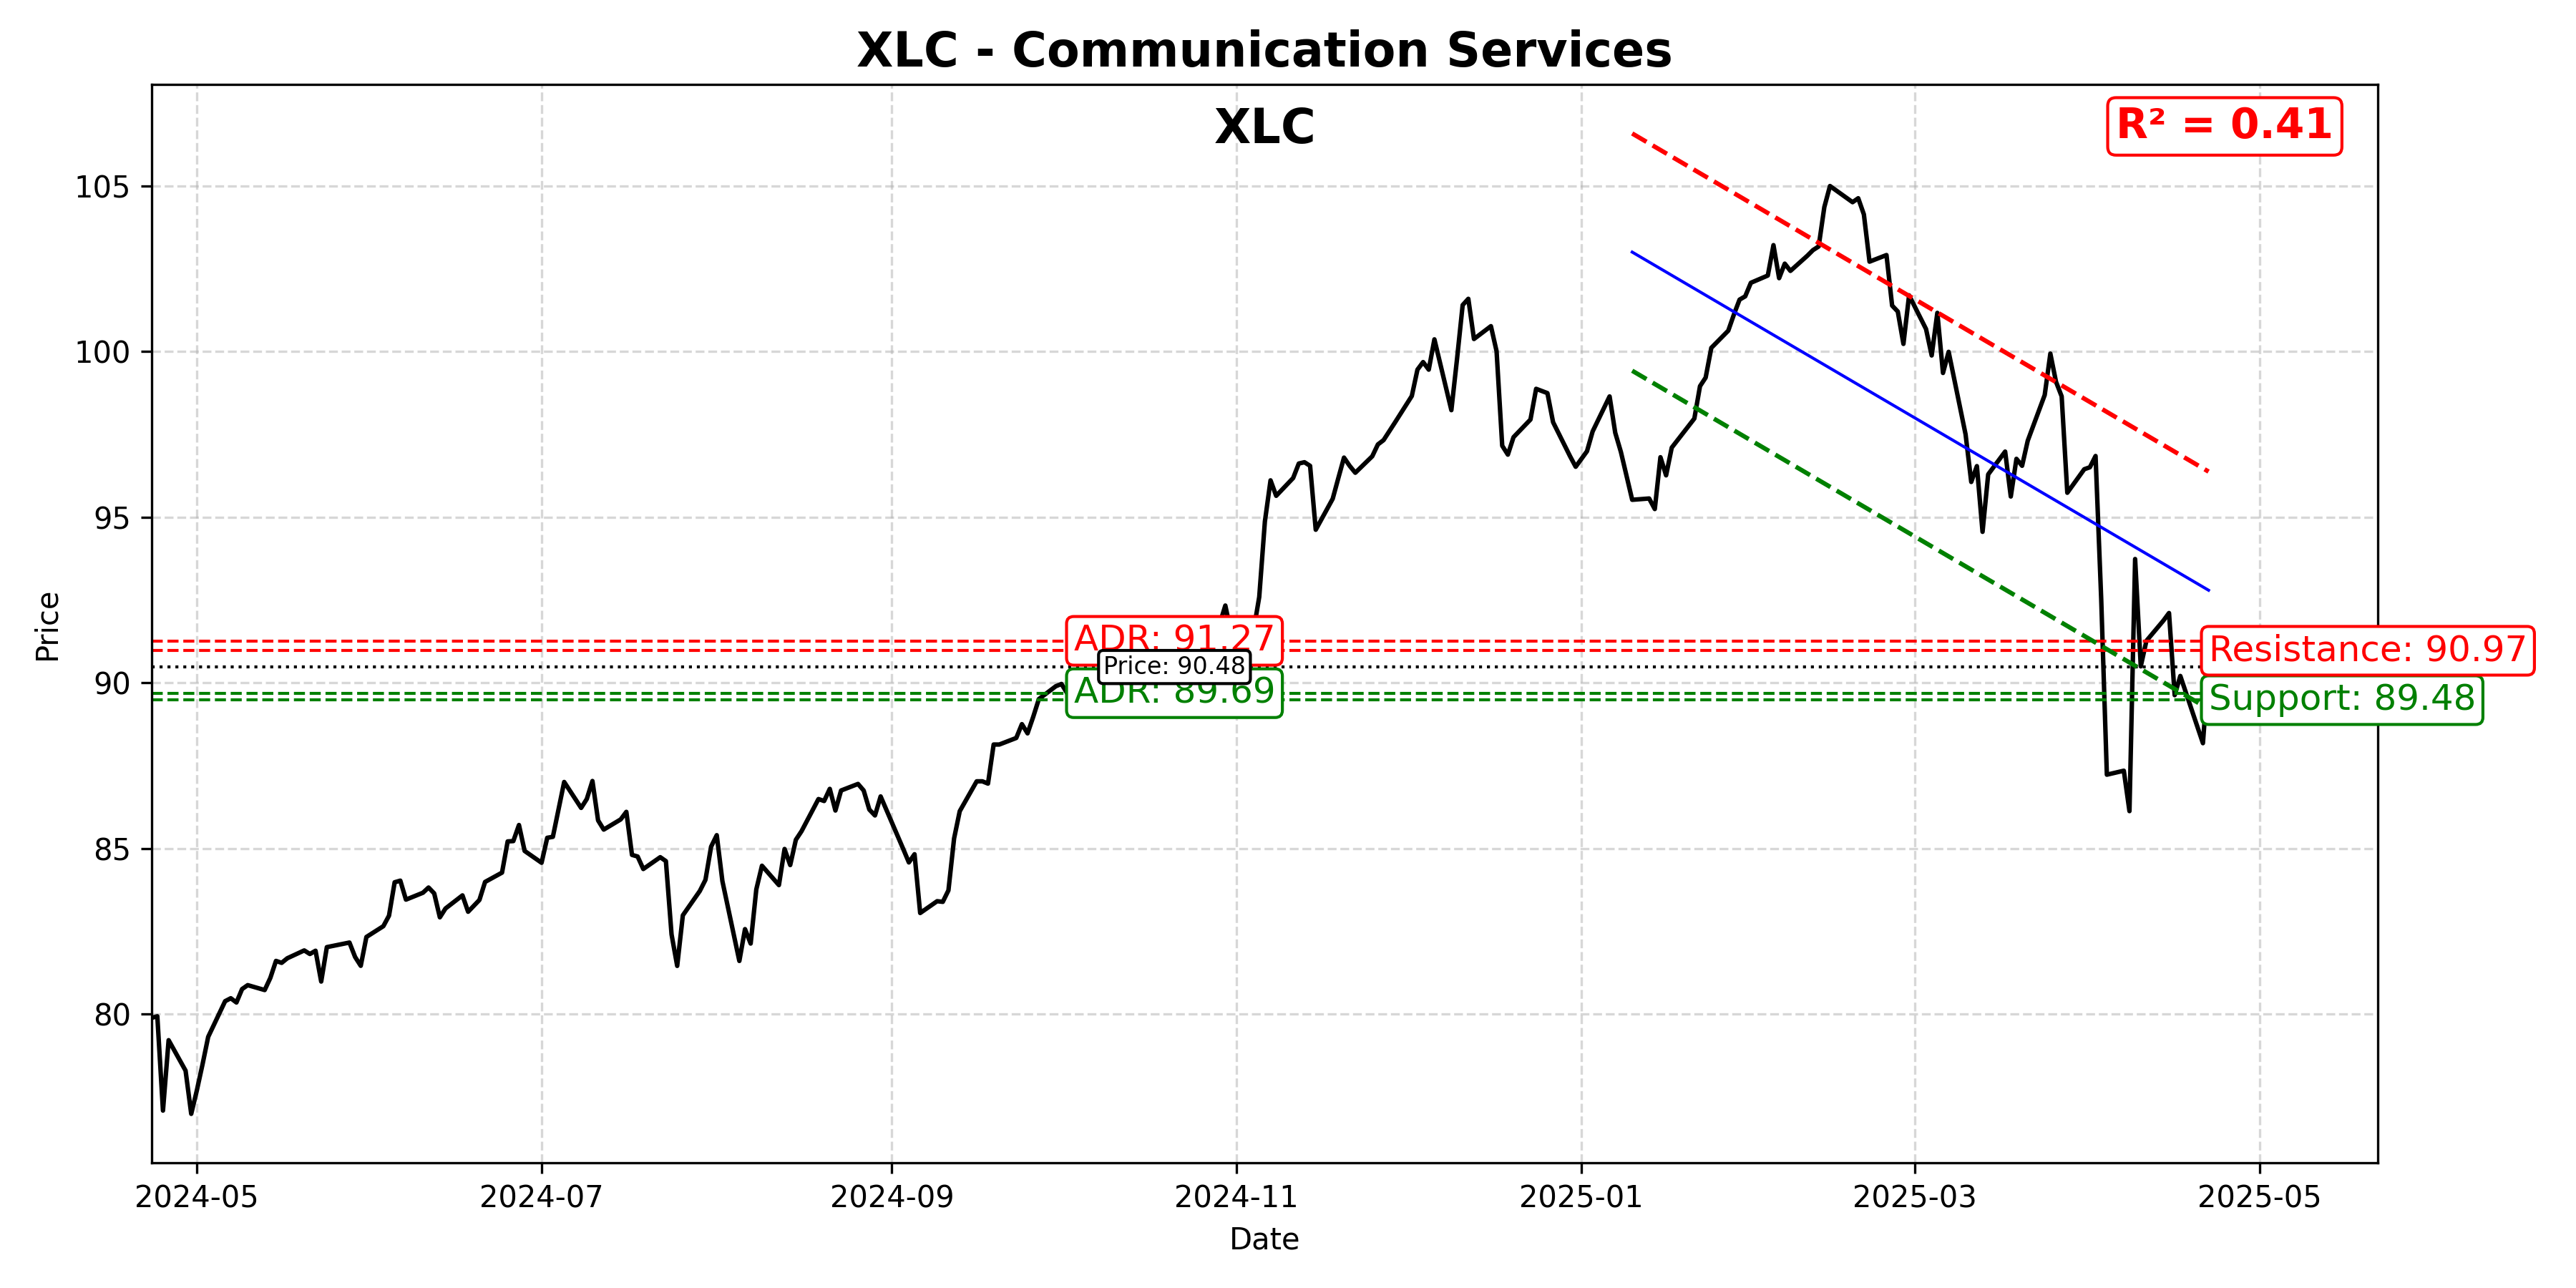 XLC - Communication Services
XLC
R² = 0.41
105
100
95
90
85
80
Price
ADR: 91.27
Price: 90.48
ADR: 89.69
Resistance: 90.97
Support: 89.48
2024-05
2024-07
2024-09
2024-11
2025-01
2025-03
2025-05
Date